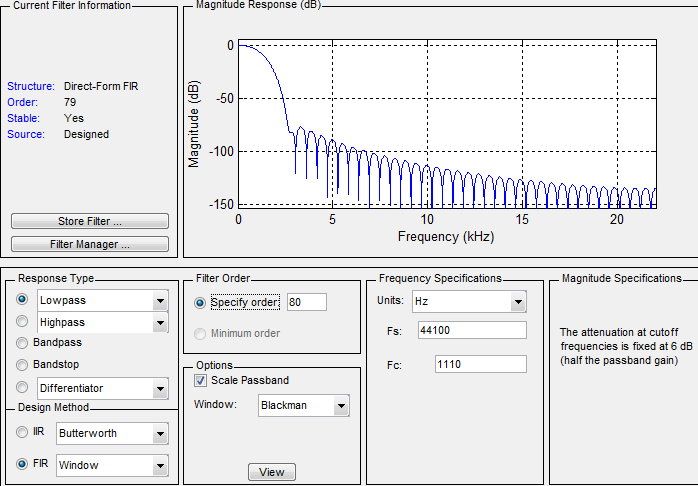 Current Filter Information
Structure: Direct-Form FIR
Order: 79
Stable: Yes
Source: Designed
Store Filter ...
Filter Manager ...
Magnitude Response (dB)
0
-50
-100
-150
Magnitude (dB)
0 5 10 15 20
Frequency (kHz)
Response Type
Lowpass
Highpass
Bandpass
Bandstop
Differentiator
Design Method
IIR Butterworth
FIR Window
Filter Order
Specify order: 80
Minimum order
Options
Scale Passband
Window: Blackman
View
Frequency Specifications
Units: Hz
Fs: 44100
Fc: 1110
Magnitude Specifications
The attenuation at cutoff
frequencies is fixed at 6 dB
(half the passband gain)